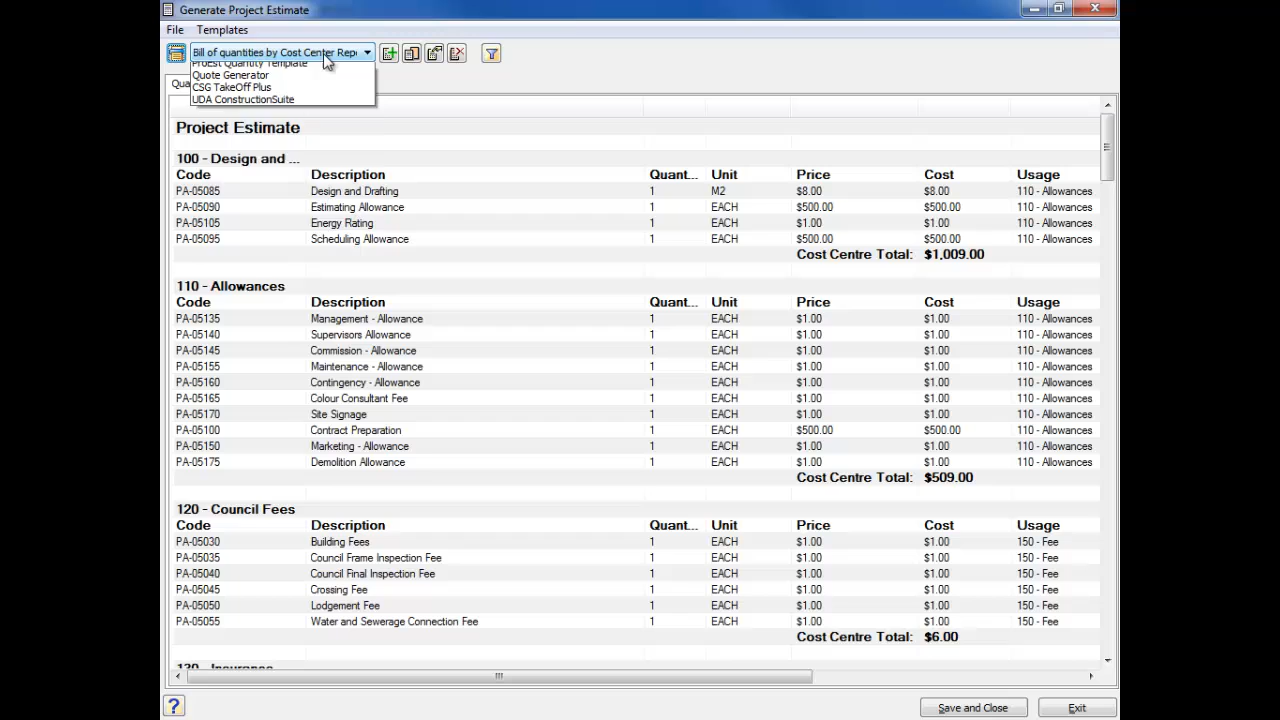 Generate Project Estimate
File Templates
Bill of quantities by Cost Center Rep
ProEst Quantity Template
Quote Generator
CSG TakeOff Plus
UDA ConstructionSuite
Qua
Project Estimate
100 - Design and ...
Code Description Quant... Unit Price Cost Usage
PA-05085 Design and Drafting 1 M2 $8.00 $8.00 110 - Allowances
PA-05090 Estimating Allowance 1 EACH $500.00 $500.00 110 - Allowances
PA-05105 Energy Rating 1 EACH $1.00 $1.00 110 - Allowances
PA-05095 Scheduling Allowance 1 EACH $500.00 $500.00 110 - Allowances
Cost Centre Total: $1,009.00
110 - Allowances
Code Description Quant... Unit Price Cost Usage
PA-05135 Management - Allowance 1 EACH $1.00 $1.00 110 - Allowances
PA-05140 Supervisors Allowance 1 EACH $1.00 $1.00 110 - Allowances
PA-05145 Commission - Allowance 1 EACH $1.00 $1.00 110 - Allowances
PA-05155 Maintenance - Allowance 1 EACH $1.00 $1.00 110 - Allowances
PA-05160 Contingency - Allowance 1 EACH $1.00 $1.00 110 - Allowances
PA-05165 Colour Consultant Fee 1 EACH $1.00 $1.00 110 - Allowances
PA-05170 Site Signage 1 EACH $1.00 $1.00 110 - Allowances
PA-05100 Contract Preparation 1 EACH $500.00 $500.00 110 - Allowances
PA-05150 Marketing - Allowance 1 EACH $1.00 $1.00 110 - Allowances
PA-05175 Demolition Allowance 1 EACH $1.00 $1.00 110 - Allowances
Cost Centre Total: $509.00
120 - Council Fees
Code Description Quant... Unit Price Cost Usage
PA-05030 Building Fees 1 EACH $1.00 $1.00 150 - Fee
PA-05035 Council Frame Inspection Fee 1 EACH $1.00 $1.00 150 - Fee
PA-05040 Council Final Inspection Fee 1 EACH $1.00 $1.00 150 - Fee
PA-05045 Crossing Fee 1 EACH $1.00 $1.00 150 - Fee
PA-05050 Lodgement Fee 1 EACH $1.00 $1.00 150 - Fee
PA-05055 Water and Sewerage Connection Fee 1 EACH $1.00 $1.00 150 - Fee
Cost Centre Total: $6.00
130 - Insurance
? Save and Close Exit